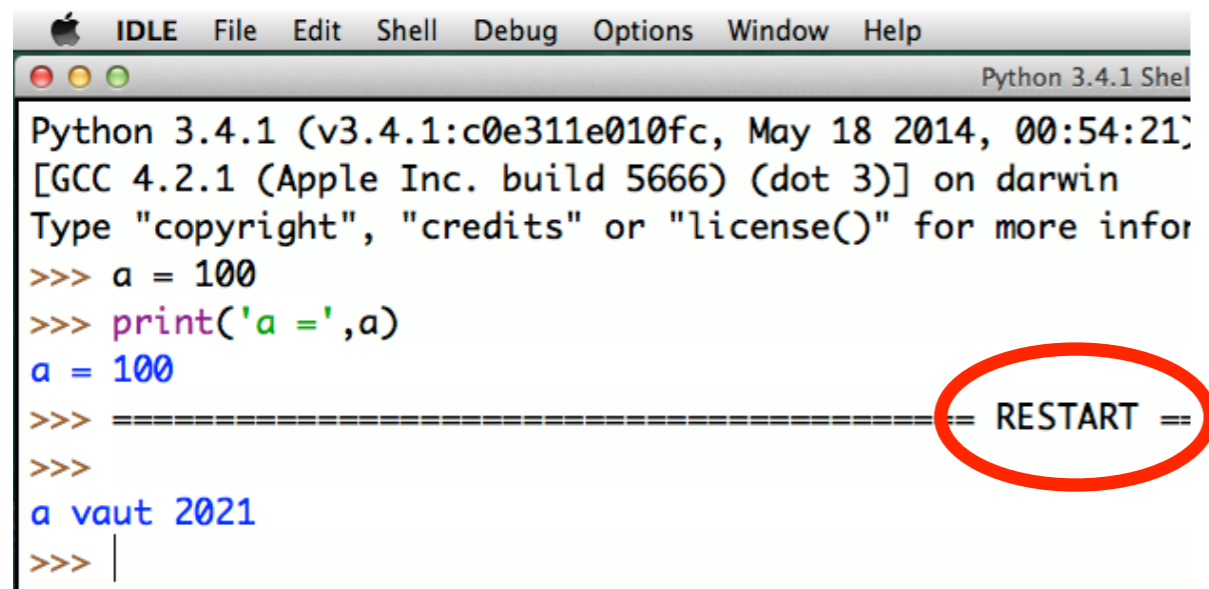 IDLE File Edit Shell Debug Options Window Help
Python 3.4.1 Shel
Python 3.4.1 (v3.4.1:c0e311e010fc, May 18 2014, 00:54:21)
[GCC 4.2.1 (Apple Inc. build 5666) (dot 3)] on darwin
Type "copyright", "credits" or "license()" for more infor
>>> a = 100
>>> print('a =',a)
a = 100
>>> ========================================== RESTART ==
>>>
a vaut 2021
>>>